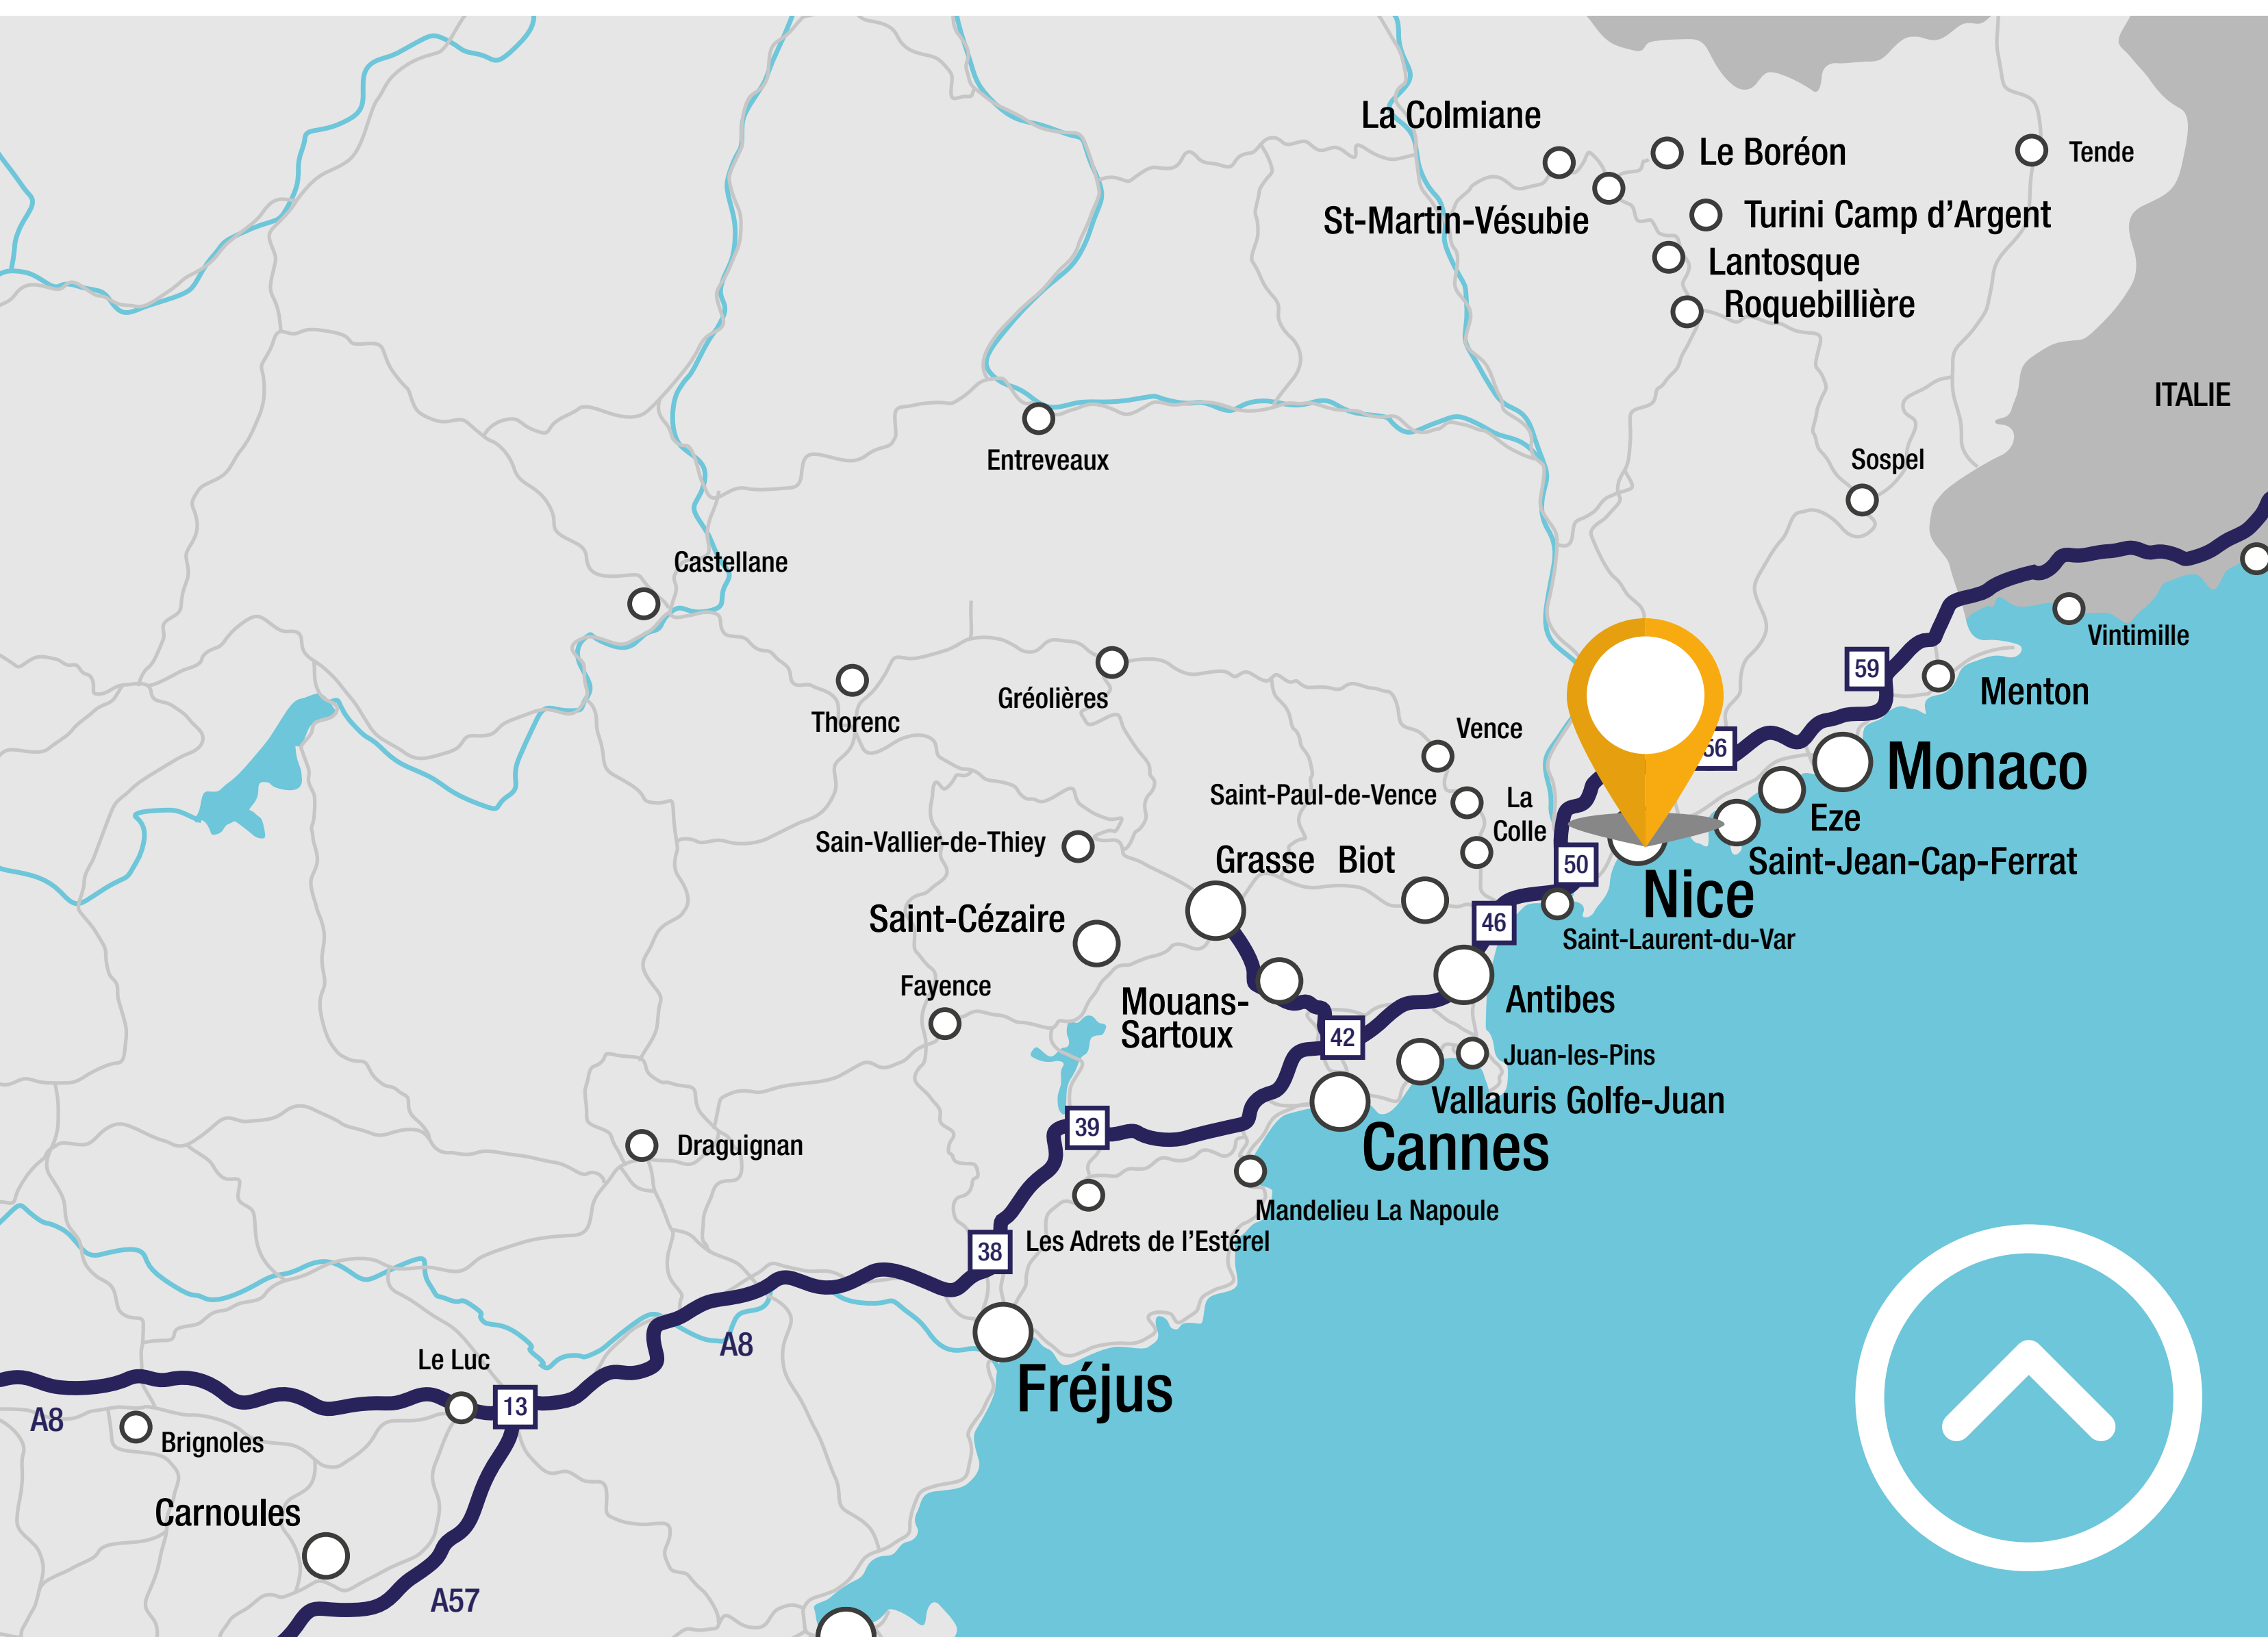 La Colmiane
Le Boréon
Tende
St-Martin-Vésubie
Turini Camp d'Argent
Lantosque
Roquebillière
ITALIE
Entreveaux
Sospel
Castellane
Vintimille
59
Menton
Gréolières
Thorenc
Vence
56
Monaco
Saint-Paul-de-Vence
La
Colle
Eze
Sain-Vallier-de-Thiey
Grasse
Biot
50
Saint-Jean-Cap-Ferrat
Nice
Saint-Cézaire
46
Saint-Laurent-du-Var
Fayence
Mouans-
Sartoux
Antibes
42
Juan-les-Pins
Vallauris Golfe-Juan
39
Draguignan
Cannes
Mandelieu La Napoule
38
Les Adrets de l'Estérel
A8
Le Luc
Fréjus
13
A8
Brignoles
Carnoules
A57